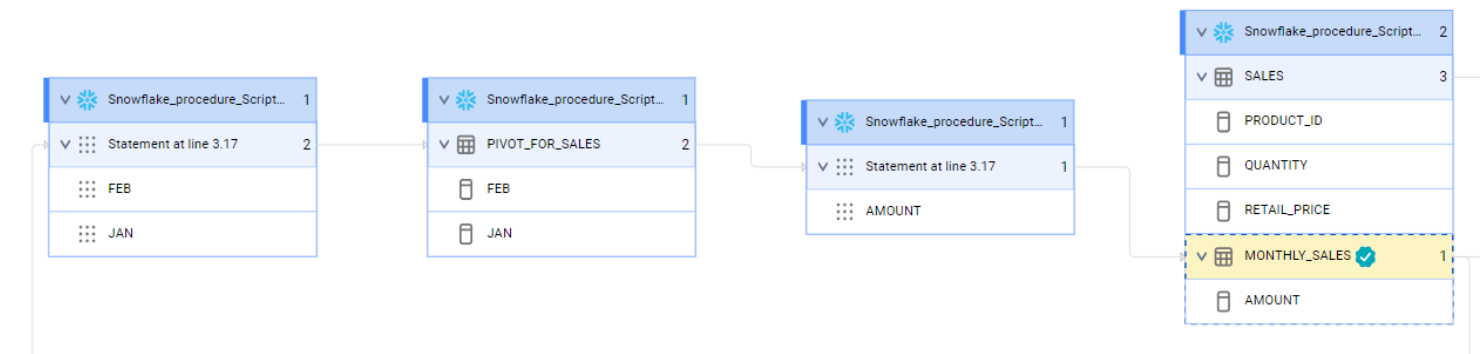 Snowflake_procedure_Script... 1
Statement at line 3.17 2
FEB
JAN
Snowflake_procedure_Script... 1
PIVOT_FOR_SALES 2
FEB
JAN
Snowflake_procedure_Script... 1
Statement at line 3.17 1
AMOUNT
Snowflake_procedure_Script... 2
SALES 3
PRODUCT_ID
QUANTITY
RETAIL_PRICE
MONTHLY_SALES 1
AMOUNT